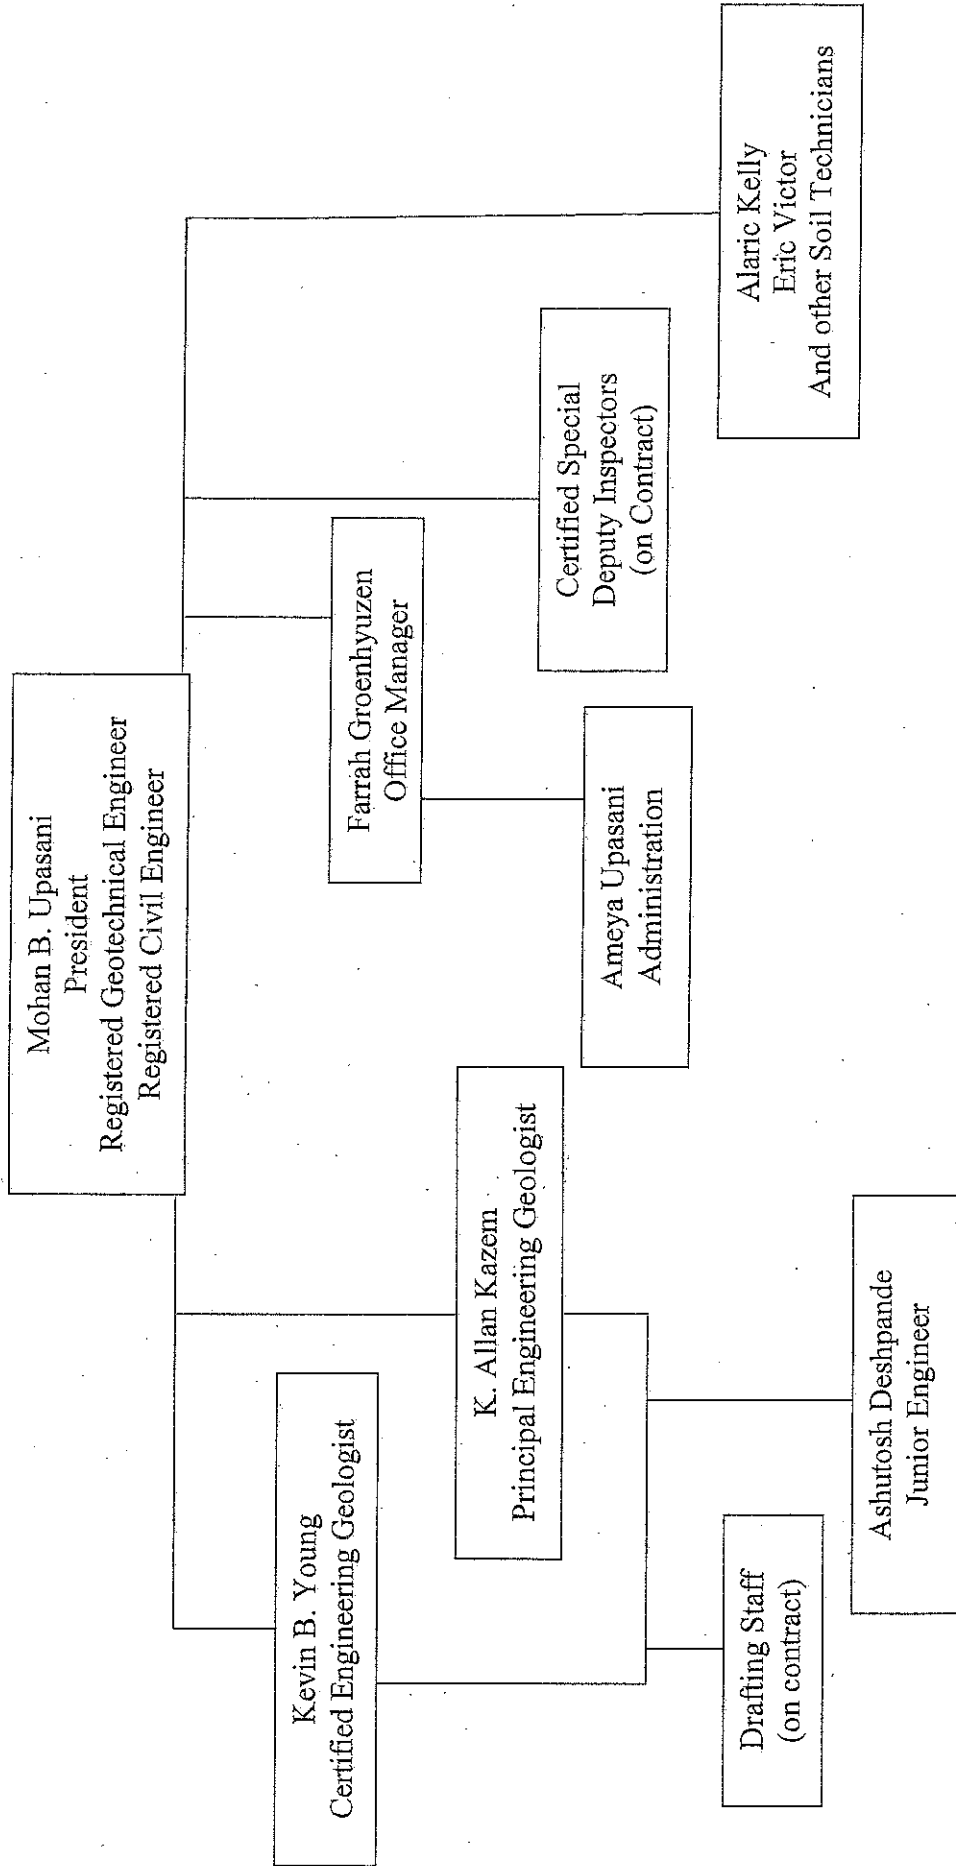 Mohan B. Upasani
President
Registered Geotechnical Engineer
Registered Civil Engineer
Kevin B. Young
Certified Engineering Geologist
K. Allan Kazem
Principal Engineering Geologist
Farrah Groenhyuzen
Office Manager
Certified Special
Deputy Inspectors
(on Contract)
Ameya Upasani
Administration
Alaric Kelly
Eric Victor
And other Soil Technicians
Drafting Staff
(on contract)
Ashutosh Deshpande
Junior Engineer